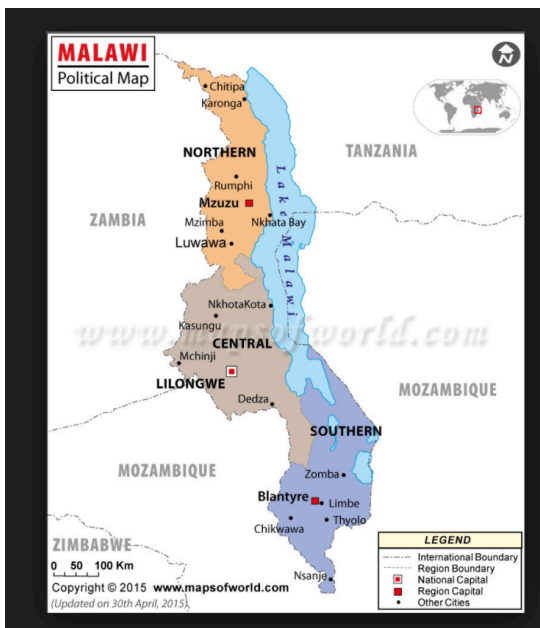 MALAWI
Political Map
N
Chitipa
Karonga
NORTHERN
TANZANIA
Rumphi
Mzuzu
ZAMBIA
Mzimba
Nkhata Bay
Luwawa
Lake Malawi
NkhotaKota
Kasungu
www.mapsofworld.com
CENTRAL
Mchinji
LILONGWE
MOZAMBIQUE
Dedza
SOUTHERN
MOZAMBIQUE
Zomba
Blantyre
Limbe
Chikwawa
Thyolo
ZIMBABWE
Nsanje
0 50 100 Km
Copyright © 2015 www.mapsofworld.com
(Updated on 30th April, 2015)
LEGEND
International Boundary
Region Boundary
National Capital
Region Capital
Other Cities